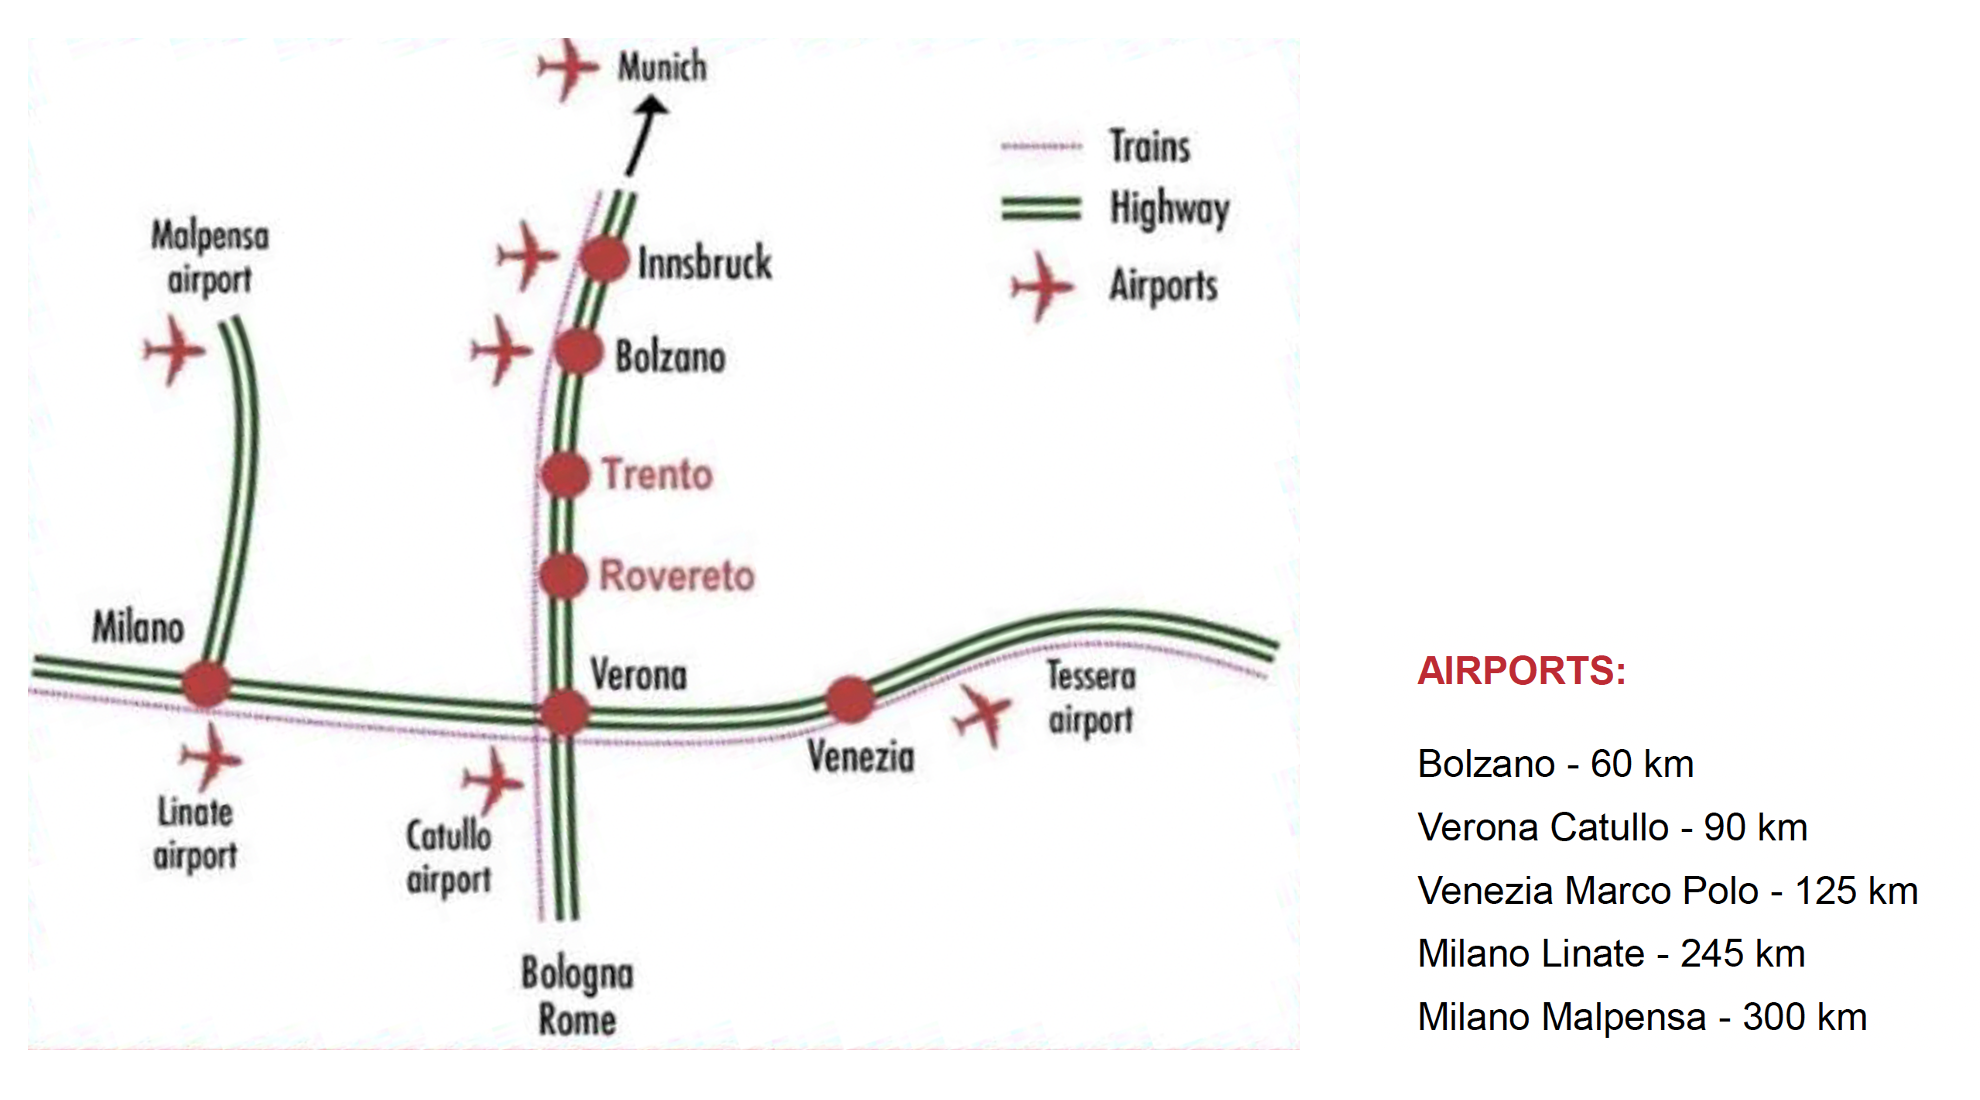 Munich
Trains
Highway
Airports
Malpensa
airport
Innsbruck
Bolzano
Trento
Rovereto
Milano
Verona
Venezia
Tessera
airport
Linate
airport
Catullo
airport
Bologna
Rome
AIRPORTS:
Bolzano - 60 km
Verona Catullo - 90 km
Venezia Marco Polo - 125 km
Milano Linate - 245 km
Milano Malpensa - 300 km